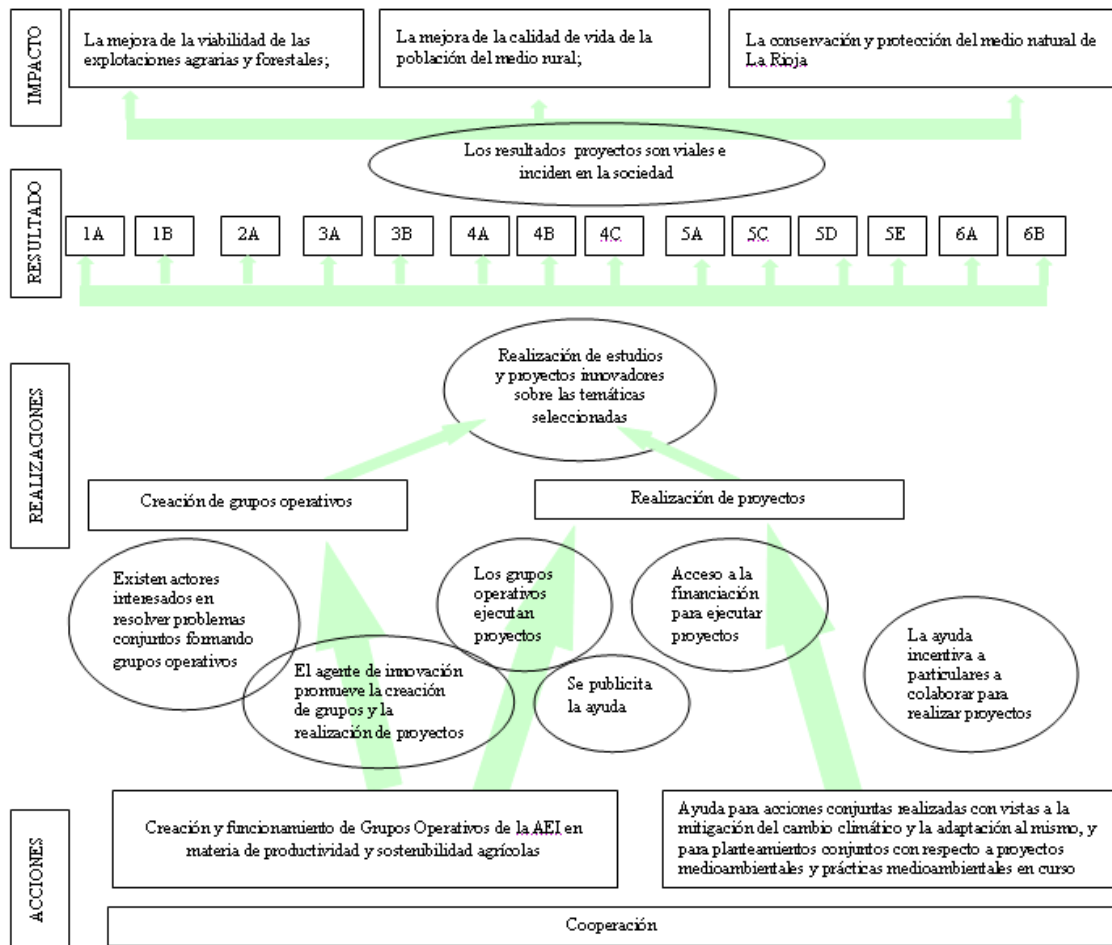 IMPACTO
La mejora de la viabilidad de las
explotaciones agrarias y forestales;
La mejora de la calidad de vida de la
población del medio rural;
La conservación y protección del medio natural de
La Rioja
Los resultados proyectos son viales e
inciden en la sociedad
RESULTADO
1A
1B
2A
3A
3B
4A
4B
4C
5A
5C
5D
5E
6A
6B
REALIZACIONES
Realización de estudios
y proyectos innovadores
sobre las temáticas
seleccionadas
Creación de grupos operativos
Realización de proyectos
Existen actores
interesados en
resolver problemas
conjuntos formando
grupos operativos
Los grupos
operativos
ejecutan
proyectos
Acceso a la
financiación
para ejecutar
proyectos
El agente de innovación
promueve la creación
de grupos y la
realización de proyectos
Se publicita
la ayuda
La ayuda
incentiva a
particulares a
colaborar para
realizar proyectos
ACCIONES
Creación y funcionamiento de Grupos Operativos de la AEI en
materia de productividad y sostenibilidad agrícolas
Ayuda para acciones conjuntas realizadas con vistas a la
mitigación del cambio climático y la adaptación al mismo, y
para planteamientos conjuntos con respecto a proyectos
medioambientales y prácticas medioambientales en curso
Cooperación